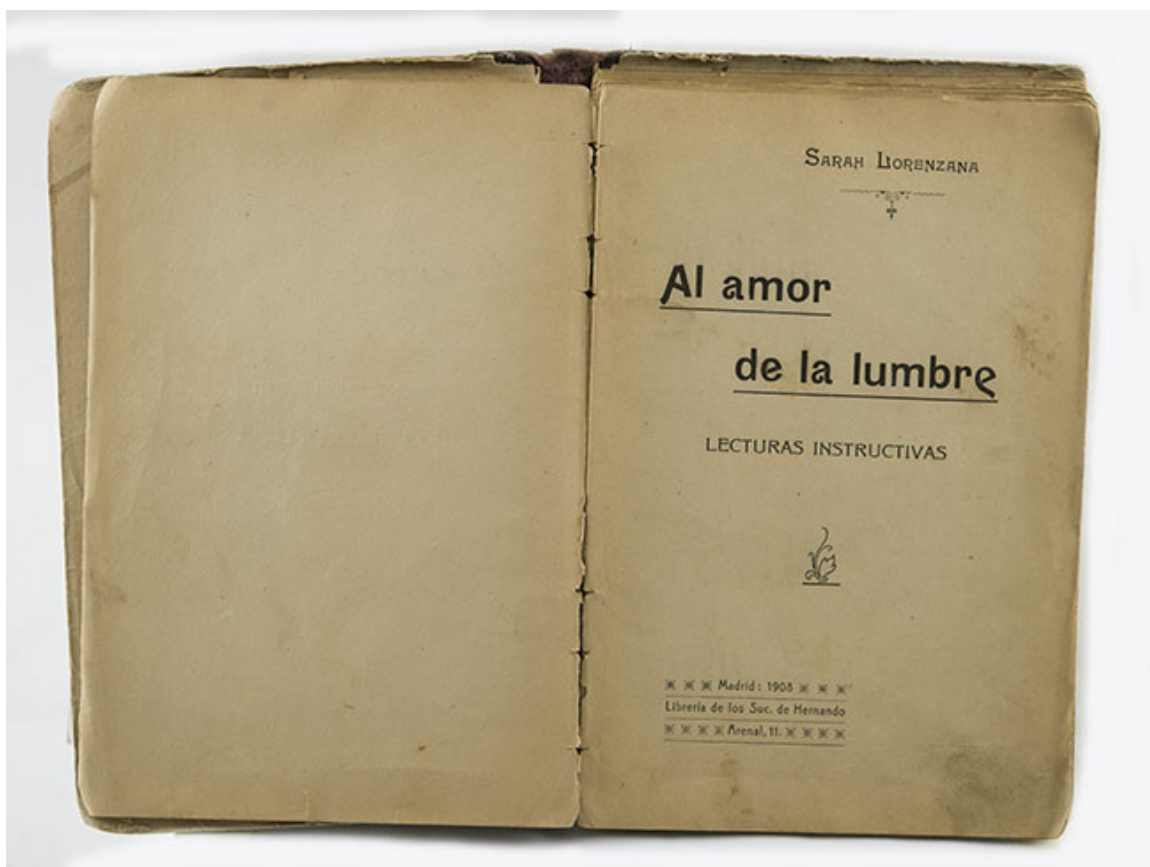 SARAH LLORENZANA
Al amor
de la lumbre
LECTURAS INSTRUCTIVAS
Madrid: 1908
Librería de los Suc. de Hernando
Arenal, 11.